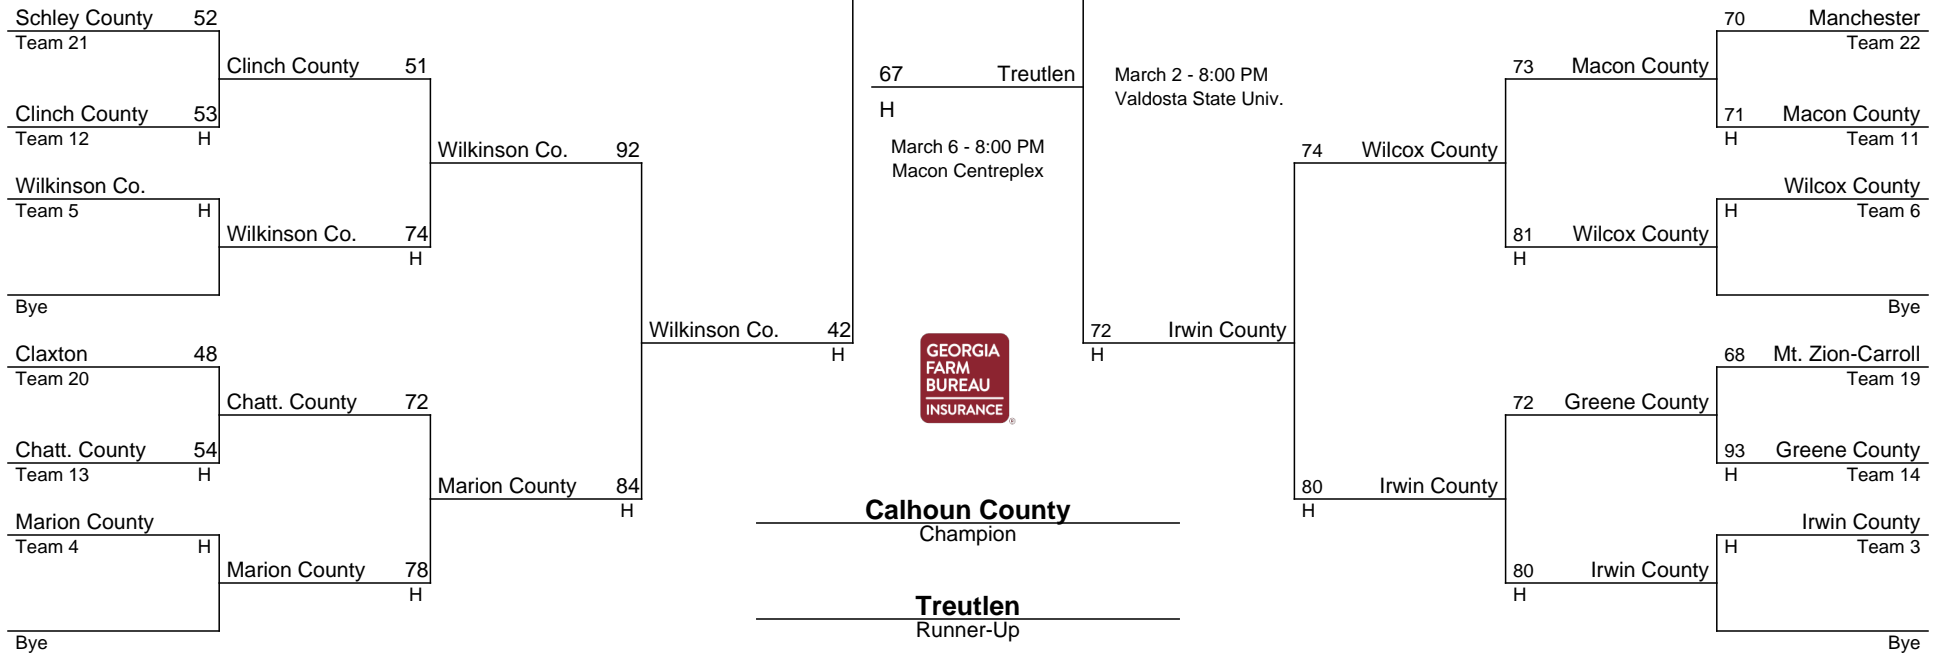 Schley County 52
Team 21
Clinch County 51
Clinch County 53
Team 12 H
Wilkinson Co. 92
Wilkinson Co.
Team 5 H
Wilkinson Co. 74
H
Bye
Wilkinson Co. 42
H
Claxton 48
Team 20
Chatt. County 72
Chatt. County 54
Team 13 H
Marion County 84
H
Marion County
Team 4 H
Marion County 78
H
Bye
67 Treutlen
H
March 6 - 8:00 PM
Macon Centreplex
March 2 - 8:00 PM
Valdosta State Univ.
GEORGIA
FARM
BUREAU
INSURANCE
®
Calhoun County
Champion
Treutlen
Runner-Up
70 Manchester
Team 22
73 Macon County
71 Macon County
H Team 11
74 Wilcox County
Wilcox County
H Team 6
81 Wilcox County
H
Bye
72 Irwin County
H
68 Mt. Zion-Carroll
Team 19
72 Greene County
93 Greene County
H Team 14
80 Irwin County
H
Irwin County
H Team 3
80 Irwin County
H
Bye